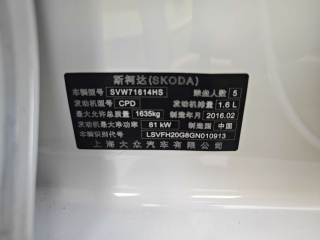 斯柯达(SKODA)
车辆型号 SVW71614HS 乘坐人数 5
发动机型号 CPD 发动机排量 1.6 L
最大允许总质量 1635kg 制造年月 2016.02
发动机最大净功率 81 kW 制造国 中国
车辆识别代号 LSVFH20G8GN010913
上海大众汽车有限公司